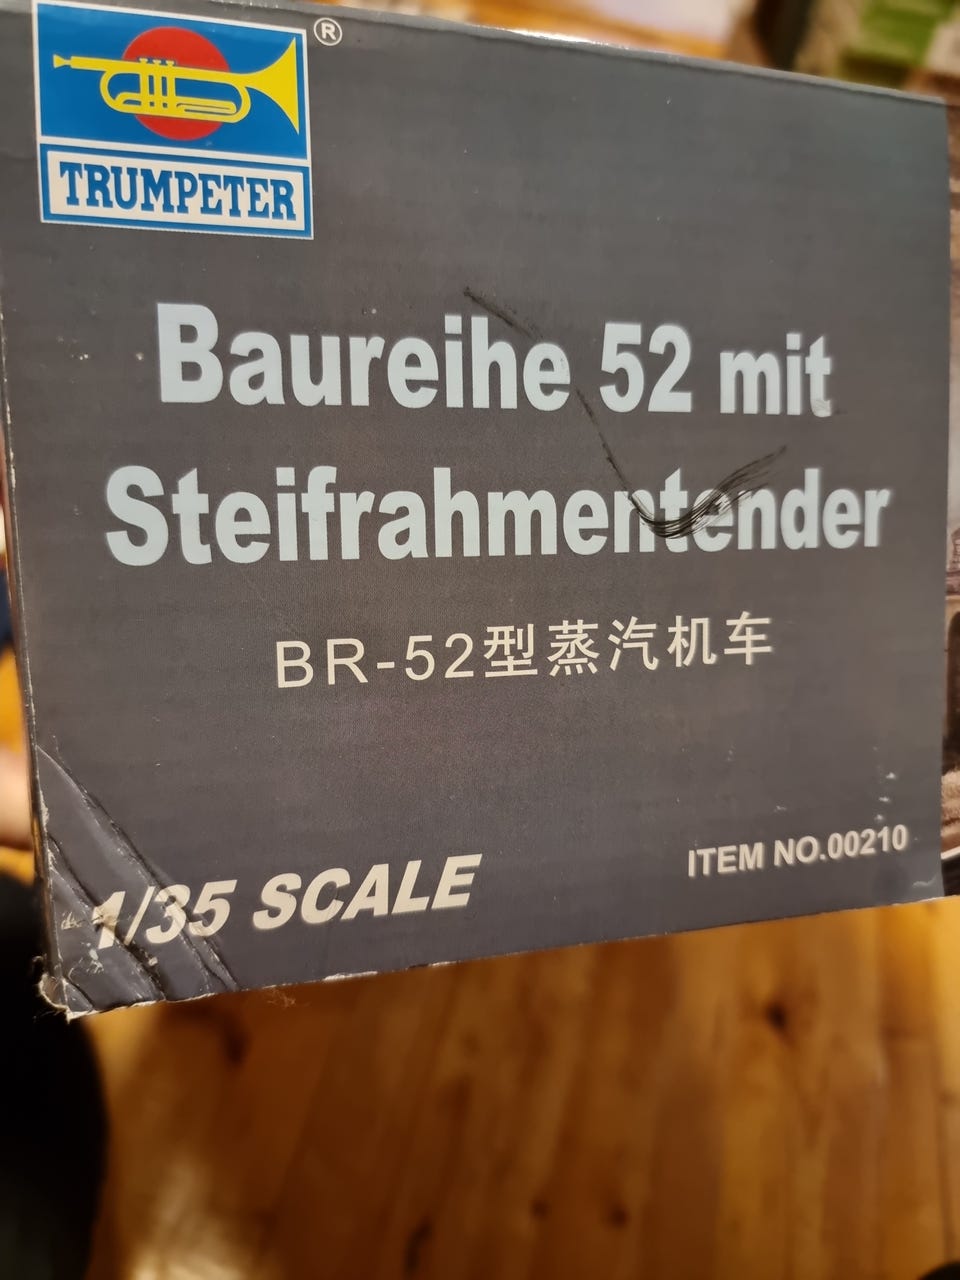 ®
TRUMPETER
Baureihe 52 mit
Steifrahmentender
BR-52型蒸汽机车
1/35 SCALE
ITEM NO.00210